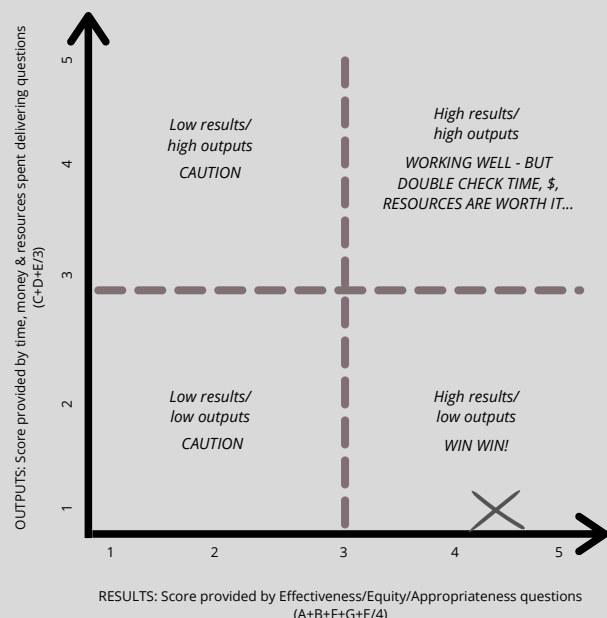 OUTPUTS: Score provided by time, money & resources spent delivering questions
(C+D+E/3)
5
4
3
2
1
Low results/
high outputs
CAUTION
High results/
high outputs
WORKING WELL - BUT
DOUBLE CHECK TIME, $,
RESOURCES ARE WORTH IT...
Low results/
low outputs
CAUTION
High results/
low outputs
WIN WIN!
1
2
3
4
5
RESULTS: Score provided by Effectiveness/Equity/Appropriateness questions
(A+B+F+G+E/4)